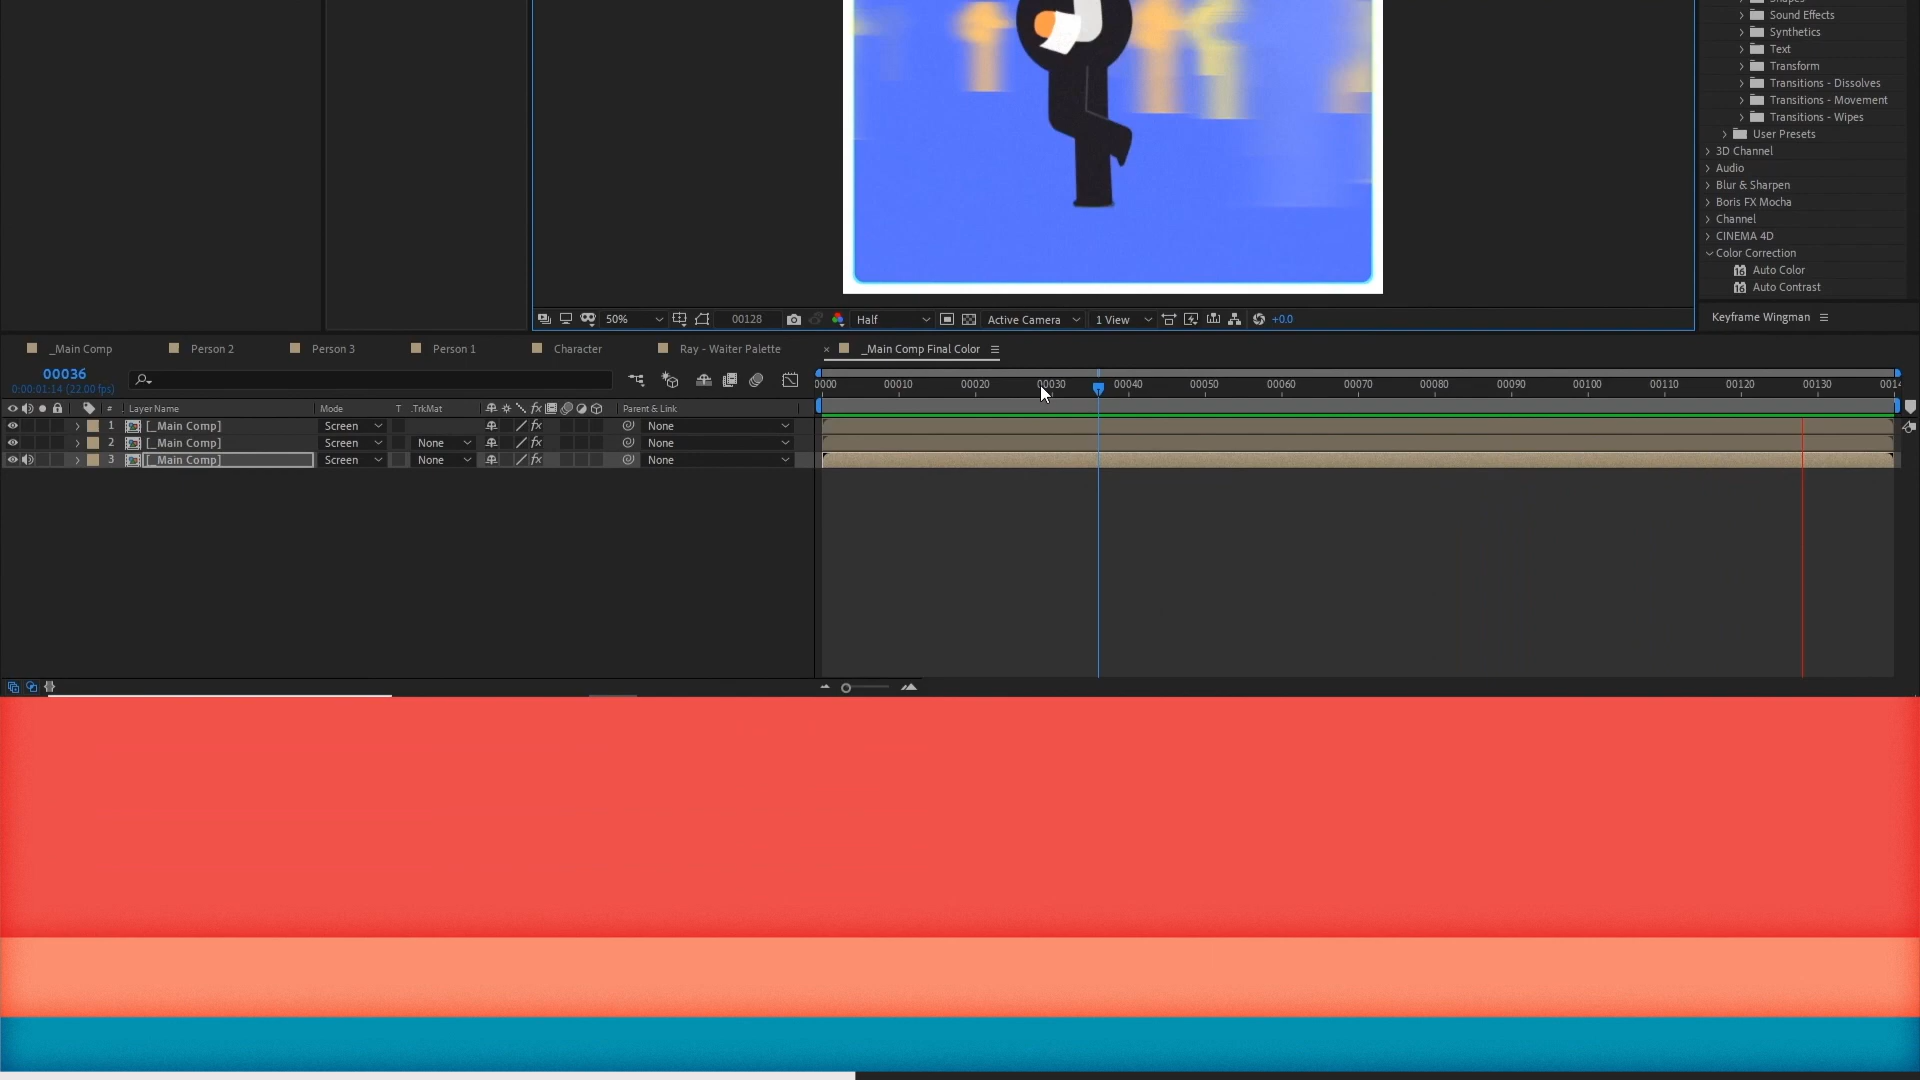 Sound Effects
Synthetics
Text
Transform
Transitions - Dissolves
Transitions - Movement
Transitions - Wipes
User Presets
3D Channel
Audio
Blur & Sharpen
Boris FX Mocha
Channel
CINEMA 4D
Color Correction
Auto Color
Auto Contrast
50% 00128 Half Active Camera 1 View +0.0
Keyframe Wingman
_Main Comp Person 2 Person 3 Person 1 Character Ray - Waiter Palette × _Main Comp Final Color
00036
0:00:01:14 (22.00 fps)
0000 00010 00020 00030 00040 00050 00060 00070 00080 00090 00100 00110 00120 00130 0014
# Layer Name Mode T .TrkMat Parent & Link
1 [_Main Comp] Screen None
2 [_Main Comp] Screen None None
3 [_Main Comp] Screen None None